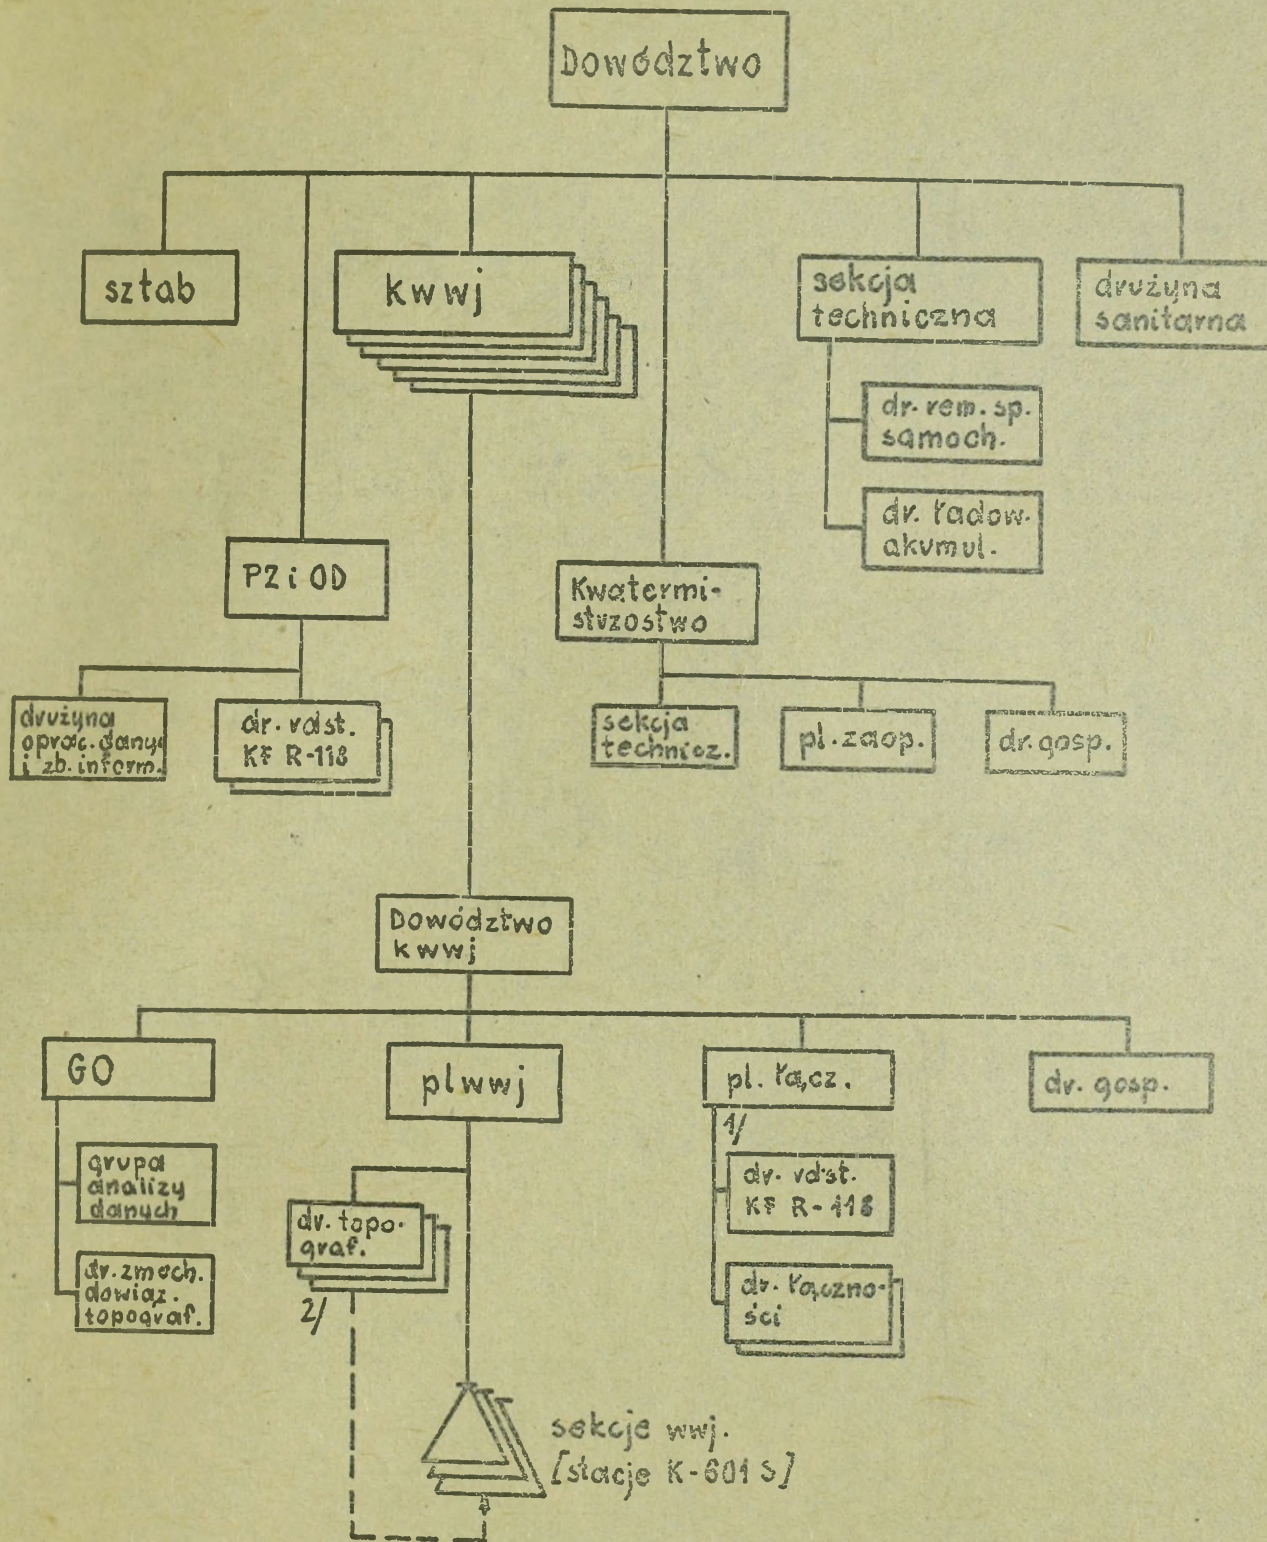 Dowództwo
sztab
kwwj
sekcja
techniczna
drużyna
sanitarna
dr. rem. sp.
samoch.
dr. ładow.
akumul.
PZ i OD
Kwatermi-
strzostwo
drużyna
oprac. danych
i zb. inform.
dr. rdst.
KF R-118
sekcja
technicz.
pl. zaop.
dr. gosp.
Dowództwo
kwwj
GO
plwwj
pl. łącz.
dr. gosp.
1/
grupa
analizy
danych
dr. rdst.
KF R-118
dr. topo-
graf.
dr. zmech.
dowiąz.
topograf.
dr. łączno-
ści
2/
sekcje wwj.
[stacje K-601 S]